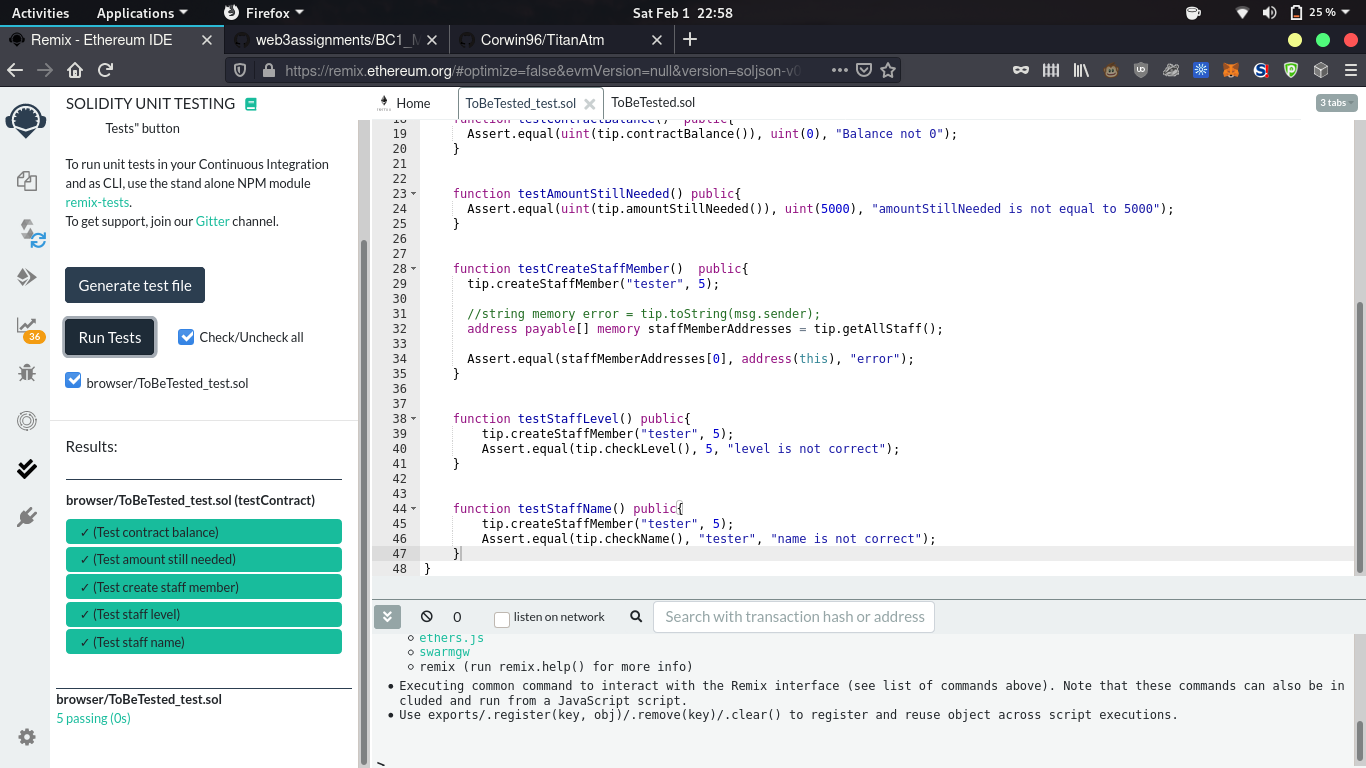 Activities Applications Firefox Sat Feb 1 22:58 25 %
Remix - Ethereum IDE web3assignments/BC1_M Corwin96/TitanAtm
https://remix.ethereum.org/#optimize=false&evmVersion=null&version=soljson-v0
SOLIDITY UNIT TESTING
Tests" button
To run unit tests in your Continuous Integration
and as CLI, use the stand alone NPM module
remix-tests.
To get support, join our Gitter channel.
Generate test file
Run Tests Check/Uncheck all
browser/ToBeTested_test.sol
36
Results:
browser/ToBeTested_test.sol (testContract)
✓ (Test contract balance)
✓ (Test amount still needed)
✓ (Test create staff member)
✓ (Test staff level)
✓ (Test staff name)
browser/ToBeTested_test.sol
5 passing (0s)
Home ToBeTested_test.sol ToBeTested.sol 3 tabs
18 function testContractBalance() public{
19 Assert.equal(uint(tip.contractBalance()), uint(0), "Balance not 0");
20 }
21
22
23 function testAmountStillNeeded() public{
24 Assert.equal(uint(tip.amountStillNeeded()), uint(5000), "amountStillNeeded is not equal to 5000");
25 }
26
27
28 function testCreateStaffMember()  public{
29 tip.createStaffMember("tester", 5);
30
31 //string memory error = tip.toString(msg.sender);
32 address payable[] memory staffMemberAddresses = tip.getAllStaff();
33
34 Assert.equal(staffMemberAddresses[0], address(this), "error");
35 }
36
37
38 function testStaffLevel() public{
39 tip.createStaffMember("tester", 5);
40 Assert.equal(tip.checkLevel(), 5, "level is not correct");
41 }
42
43
44 function testStaffName() public{
45 tip.createStaffMember("tester", 5);
46 Assert.equal(tip.checkName(), "tester", "name is not correct");
47 }
48 }
0 listen on network Search with transaction hash or address
ethers.js
swarmgw
remix (run remix.help() for more info)
Executing common command to interact with the Remix interface (see list of commands above). Note that these commands can also be in
cluded and run from a JavaScript script.
Use exports/.register(key, obj)/.remove(key)/.clear() to register and reuse object across script executions.
>